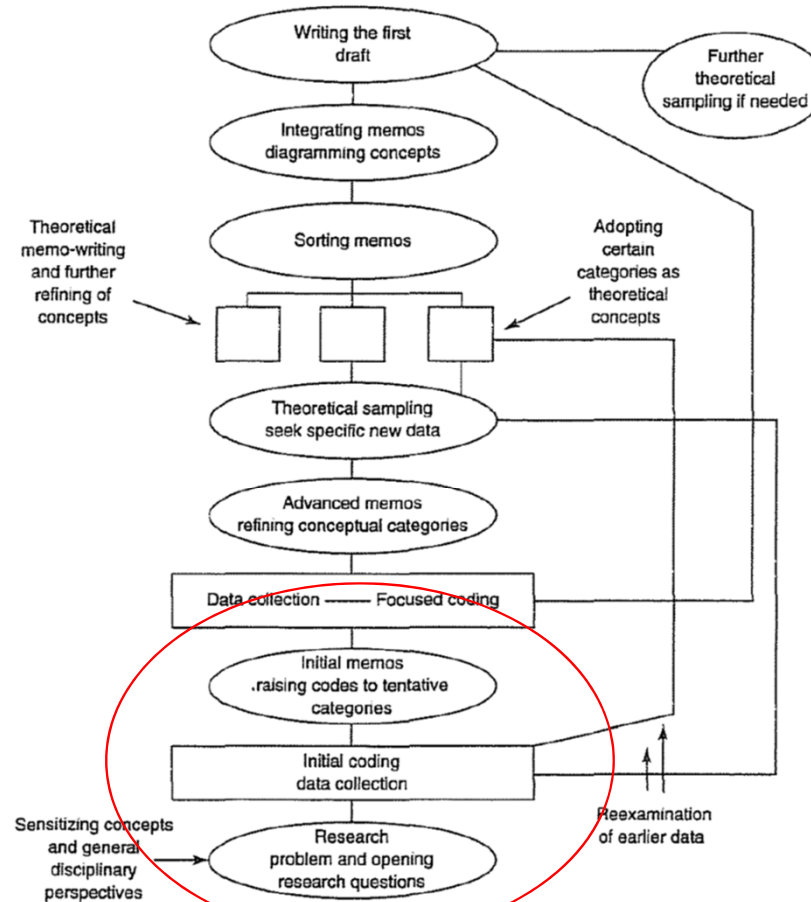 Writing the first
draft
Further
theoretical
sampling if needed
Integrating memos
diagramming concepts
Theoretical
memo-writing
and further
refining of
concepts
Sorting memos
Adopting
certain
categories as
theoretical
concepts
Theoretical sampling
seek specific new data
Advanced memos
refining conceptual categories
Data collection ------- Focused coding
Initial memos
.raising codes to tentative
categories
Initial coding
data collection
Reexamination
of earlier data
Sensitizing concepts
and general
disciplinary
perspectives
Research
problem and opening
research questions